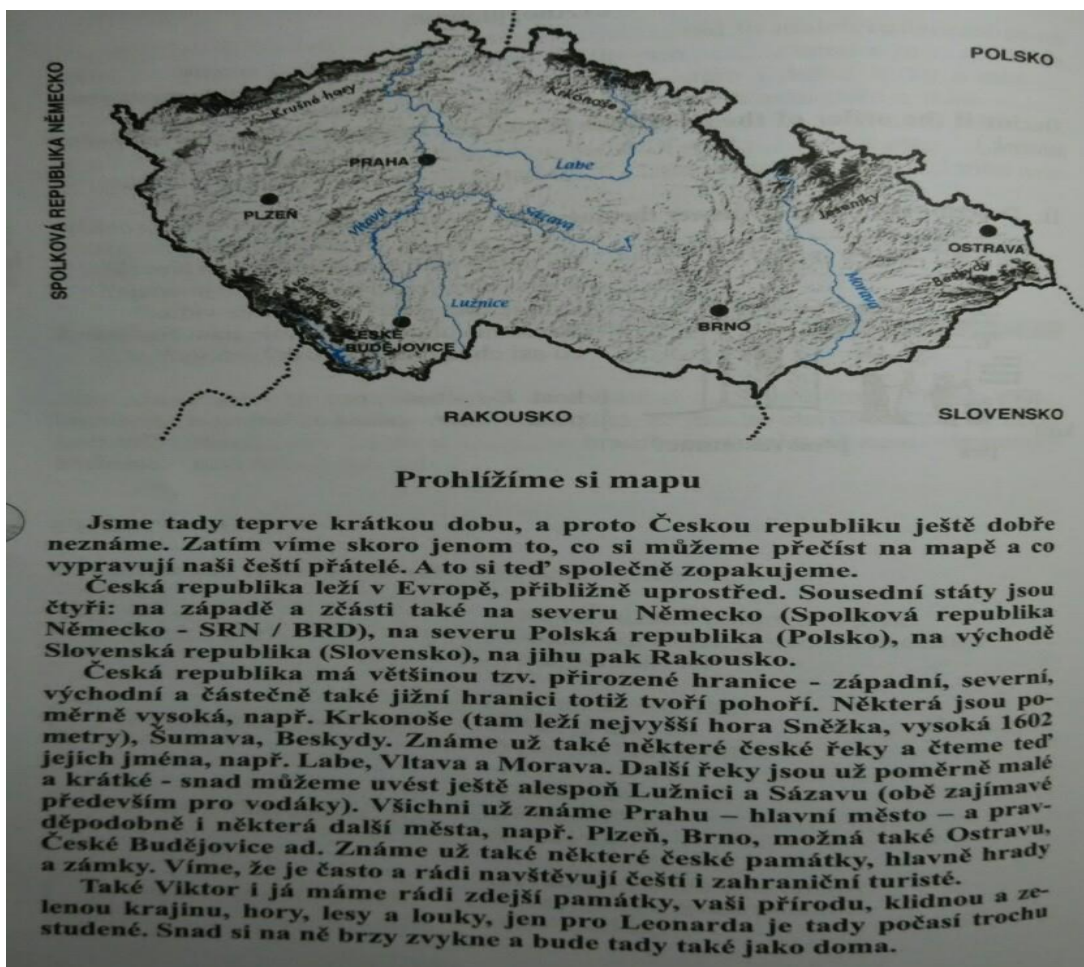 POLSKO
SPOLKOVÁ REPUBLIKA NĚMECKO
Krušné hory
Krkonoše
PRAHA
Labe
PLZEŇ
Vltava
Sázava
Jeseníky
OSTRAVA
Beskydy
Morava
Šumava
Lužnice
ČESKÉ
BUDĚJOVICE
BRNO
RAKOUSKO
SLOVENSKO
Prohlížíme si mapu
Jsme tady teprve krátkou dobu, a proto Českou republiku ještě dobře
neznáme. Zatím víme skoro jenom to, co si můžeme přečíst na mapě a co
vypravují naši čeští přátelé. A to si teď společně zopakujeme.
Česká republika leží v Evropě, přibližně uprostřed. Sousední státy jsou
čtyři: na západě a zčásti také na severu Německo (Spolková republika
Německo - SRN / BRD), na severu Polská republika (Polsko), na východě
Slovenská republika (Slovensko), na jihu pak Rakousko.
Česká republika má většinou tzv. přirozené hranice - západní, severní,
východní a částečně také jižní hranici totiž tvoří pohoří. Některá jsou po-
měrně vysoká, např. Krkonoše (tam leží nejvyšší hora Sněžka, vysoká 1602
metry), Šumava, Beskydy. Známe už také některé české řeky a čteme teď
jejich jména, např. Labe, Vltava a Morava. Další řeky jsou už poměrně malé
a krátké - snad můžeme uvést ještě alespoň Lužnici a Sázavu (obě zajímavé
především pro vodáky). Všichni už známe Prahu – hlavní město – a prav-
děpodobně i některá další města, např. Plzeň, Brno, možná také Ostravu,
České Budějovice ad. Známe už také některé české památky, hlavně hrady
a zámky. Víme, že je často a rádi navštěvují čeští i zahraniční turisté.
Také Viktor i já máme rádi zdejší památky, vaši přírodu, klidnou a ze-
lenou krajinu, hory, lesy a louky, jen pro Leonarda je tady počasí trochu
studené. Snad si na ně brzy zvykne a bude tady také jako doma.